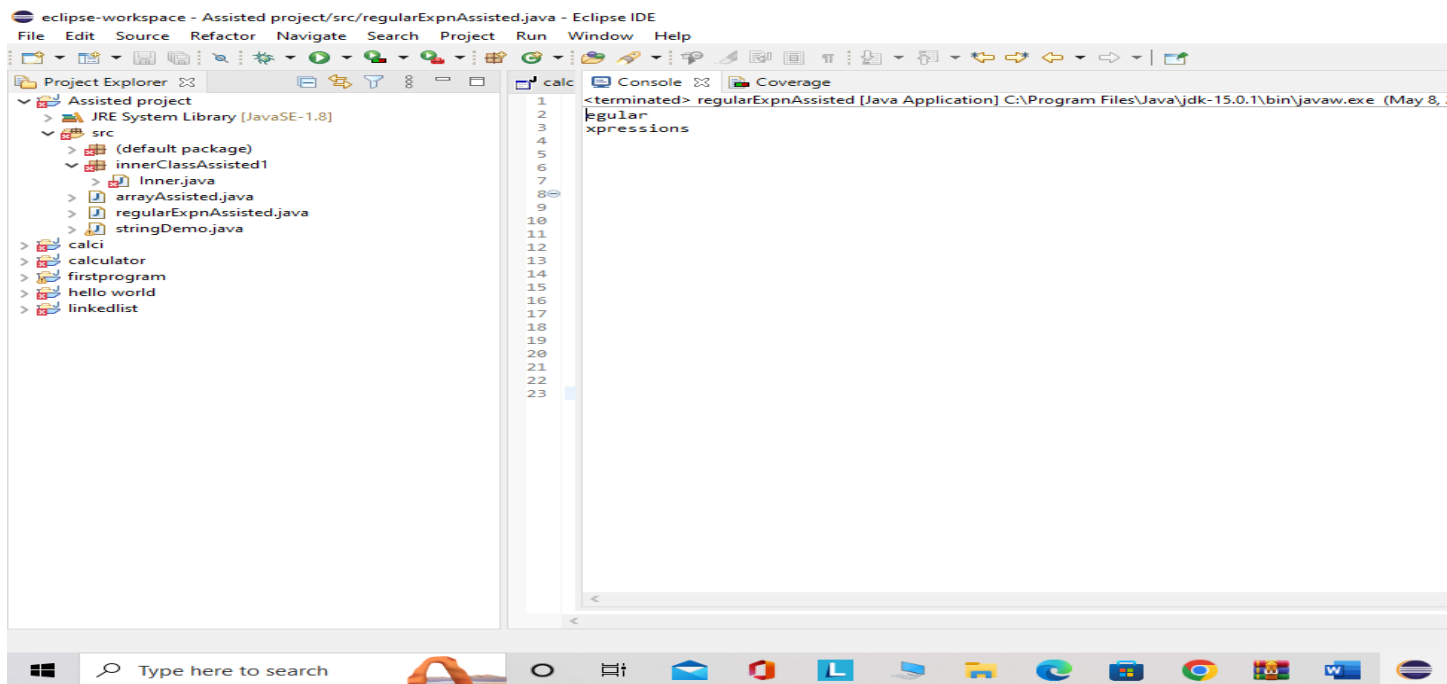 eclipse-workspace - Assisted project/src/regularExpnAssisted.java - Eclipse IDE
File Edit Source Refactor Navigate Search Project Run Window Help
Project Explorer
Assisted project
JRE System Library [JavaSE-1.8]
src
(default package)
innerClassAssisted1
Inner.java
arrayAssisted.java
regularExpnAssisted.java
stringDemo.java
calci
calculator
firstprogram
hello world
linkedlist
calc
1
2
3
4
5
6
7
8
9
10
11
12
13
14
15
16
17
18
19
20
21
22
23
Console Coverage
<terminated> regularExpnAssisted [Java Application] C:\Program Files\Java\jdk-15.0.1\bin\javaw.exe (May 8,
egular
xpressions
Type here to search